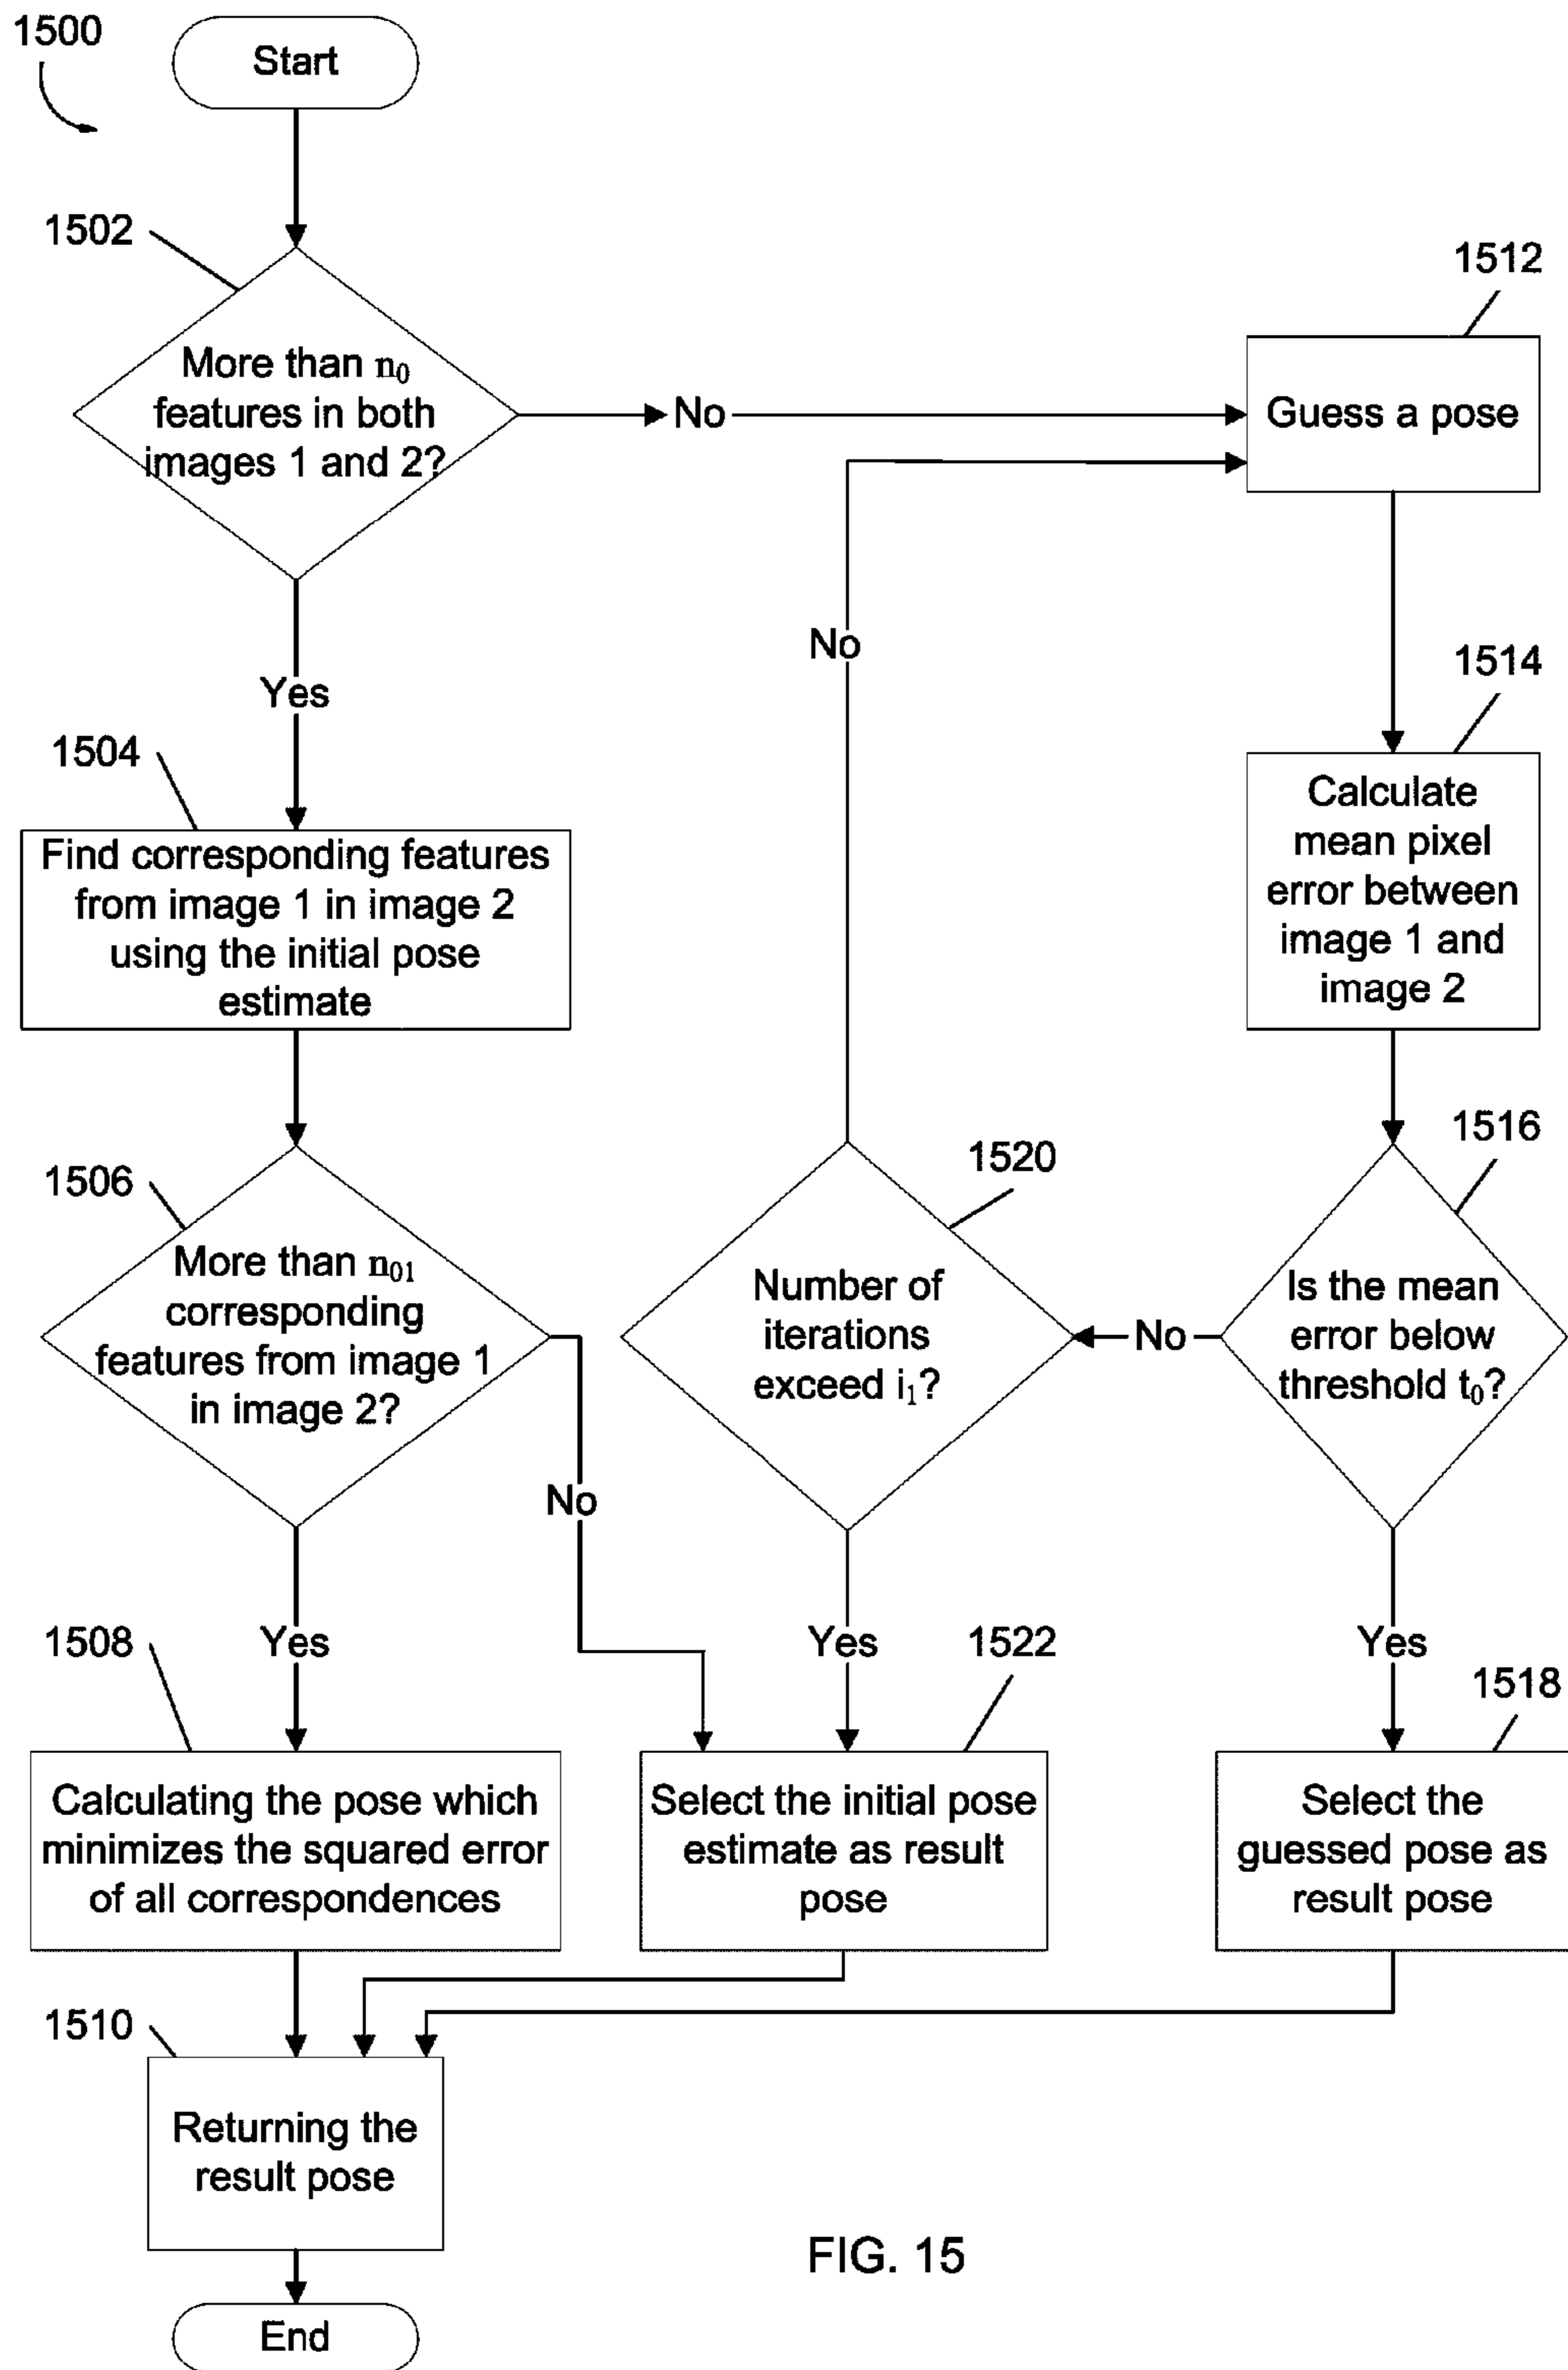 1500
Start
1502
More than n₀
features in both
images 1 and 2?
No
1512
Guess a pose
Yes
No
1504
Find corresponding features
from image 1 in image 2
using the initial pose
estimate
1514
Calculate
mean pixel
error between
image 1 and
image 2
1506
More than n₀₁
corresponding
features from image 1
in image 2?
No
1520
Number of
iterations
exceed i₁?
No
1516
Is the mean
error below
threshold t₀?
Yes
Yes
Yes
1508
Calculating the pose which
minimizes the squared error
of all correspondences
1522
Select the initial pose
estimate as result
pose
1518
Select the
guessed pose as
result pose
1510
Returning the
result pose
End
FIG. 15